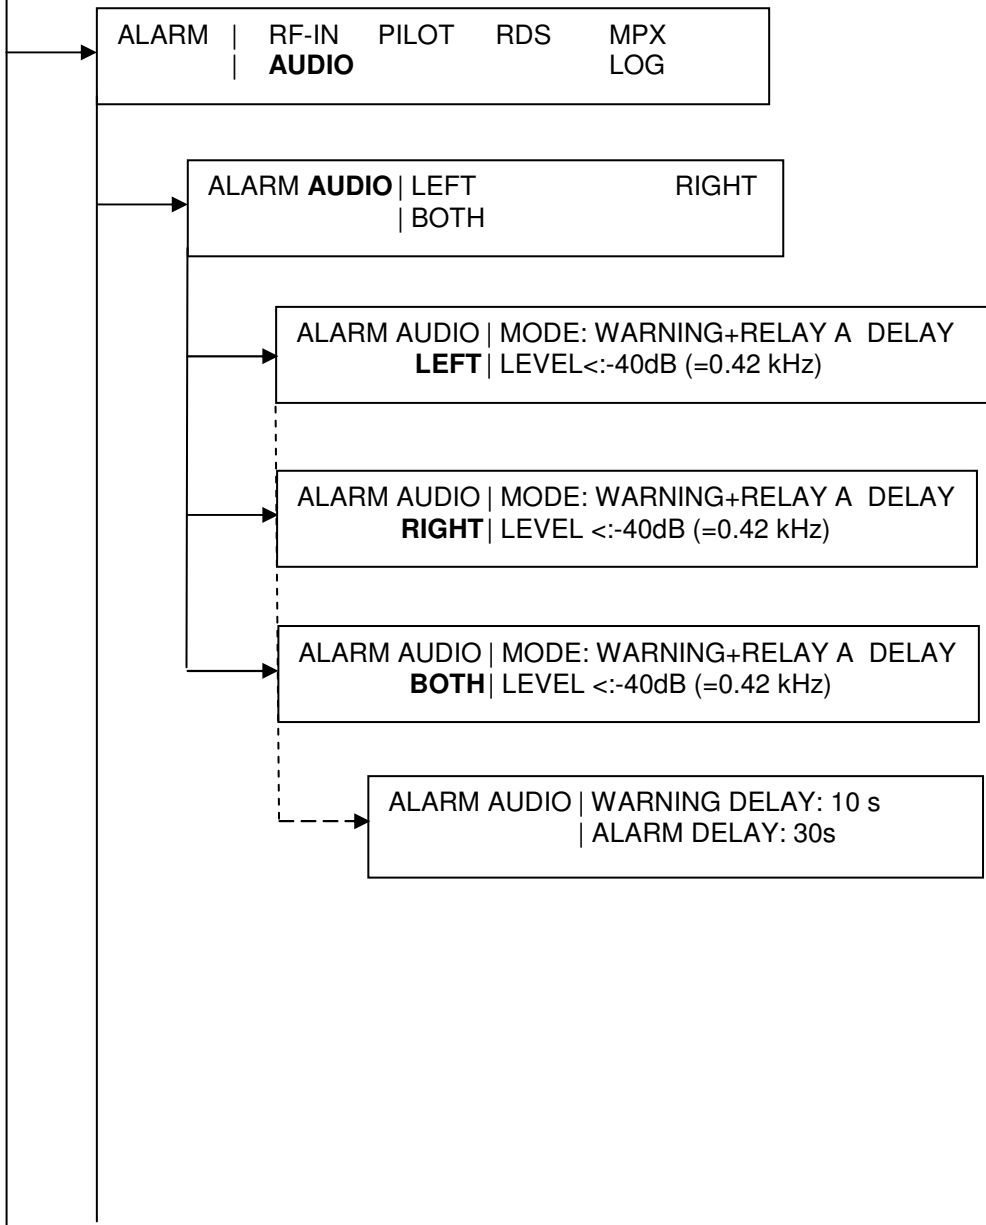 ALARM | RF-IN PILOT RDS MPX
| AUDIO LOG
ALARM AUDIO | LEFT RIGHT
| BOTH
ALARM AUDIO | MODE: WARNING+RELAY A DELAY
LEFT | LEVEL<:-40dB (=0.42 kHz)
ALARM AUDIO | MODE: WARNING+RELAY A DELAY
RIGHT | LEVEL <:-40dB (=0.42 kHz)
ALARM AUDIO | MODE: WARNING+RELAY A DELAY
BOTH | LEVEL <:-40dB (=0.42 kHz)
ALARM AUDIO | WARNING DELAY: 10 s
| ALARM DELAY: 30s